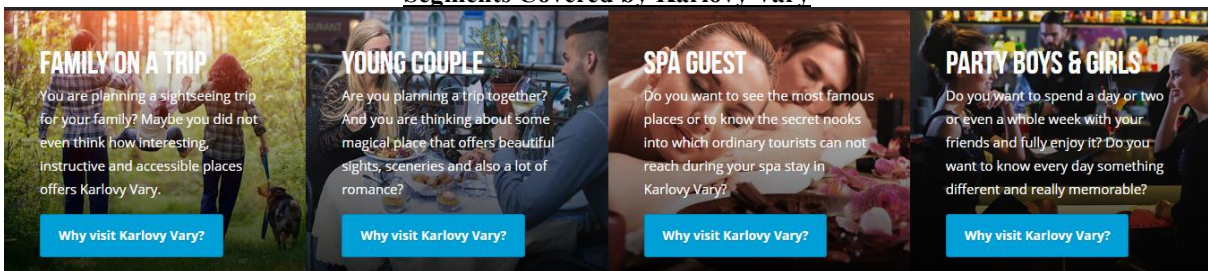 Segments Covered by Karlovy Vary
FAMILY ON A TRIP
You are planning a sightseeing trip
for your family? Maybe you did not
even think how interesting,
instructive and accessible places
offers Karlovy Vary.
Why visit Karlovy Vary?
YOUNG COUPLE
Are you planning a trip together?
And you are thinking about some
magical place that offers beautiful
sights, sceneries and also a lot of
romance?
Why visit Karlovy Vary?
SPA GUEST
Do you want to see the most famous
places or to know the secret nooks
into which ordinary tourists can not
reach during your spa stay in
Karlovy Vary?
Why visit Karlovy Vary?
PARTY BOYS & GIRLS
Do you want to spend a day or two
or even a whole week with your
friends and fully enjoy it? Do you
want to know every day something
different and really memorable?
Why visit Karlovy Vary?